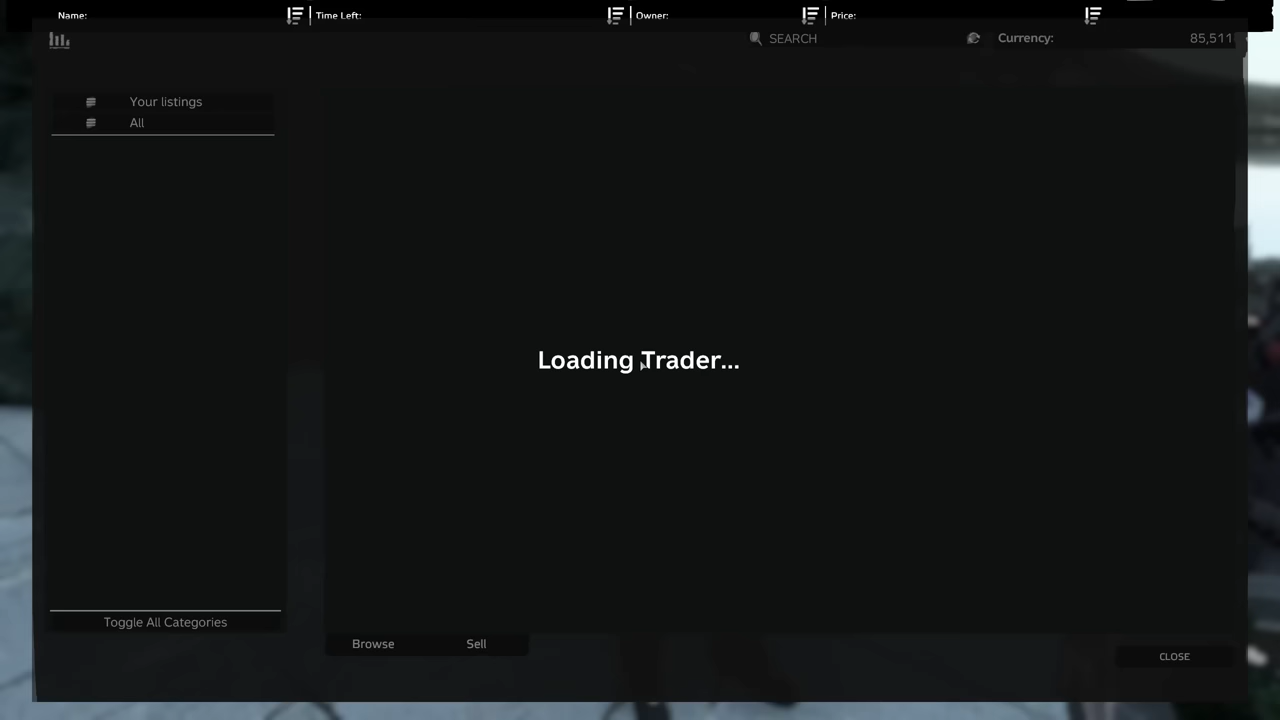 Name: Time Left: Owner: Price:
SEARCH Currency: 85,511
Your listings
All
Loading Trader...
Toggle All Categories
Browse Sell
CLOSE